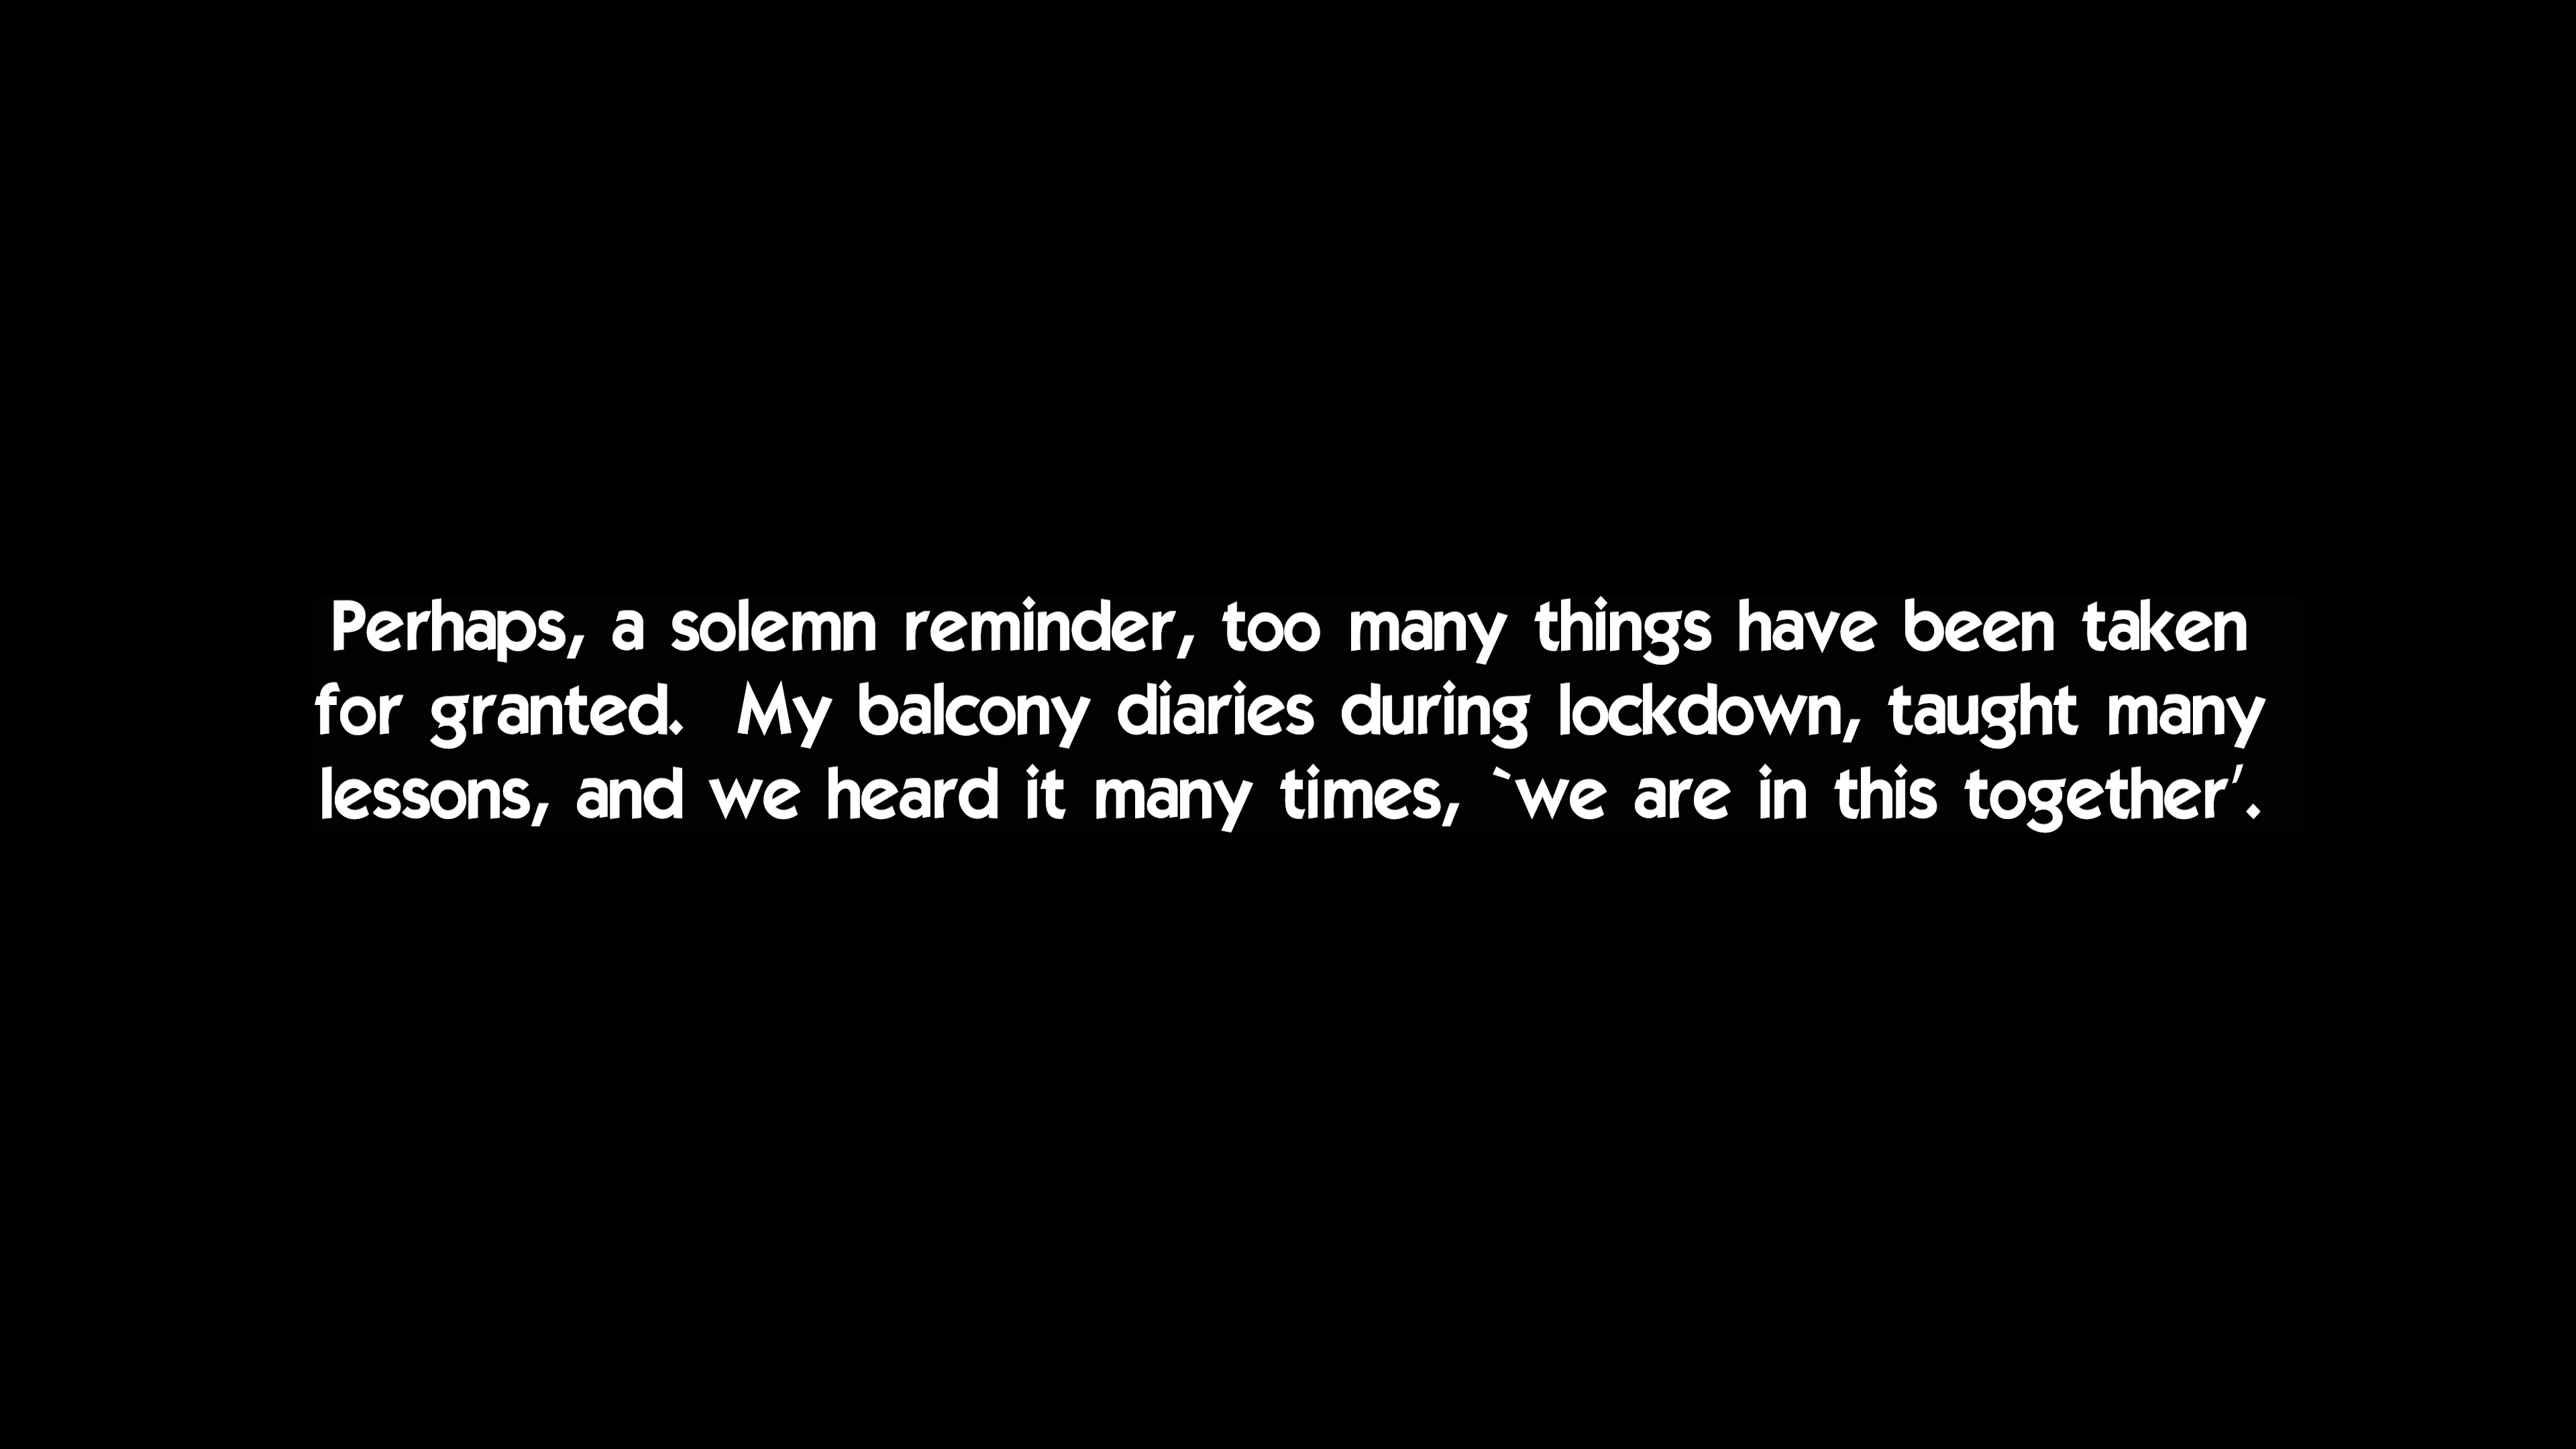 Perhaps, a solemn reminder, too many things have been taken
for granted.  My balcony diaries during lockdown, taught many
lessons, and we heard it many times, `we are in this together’.